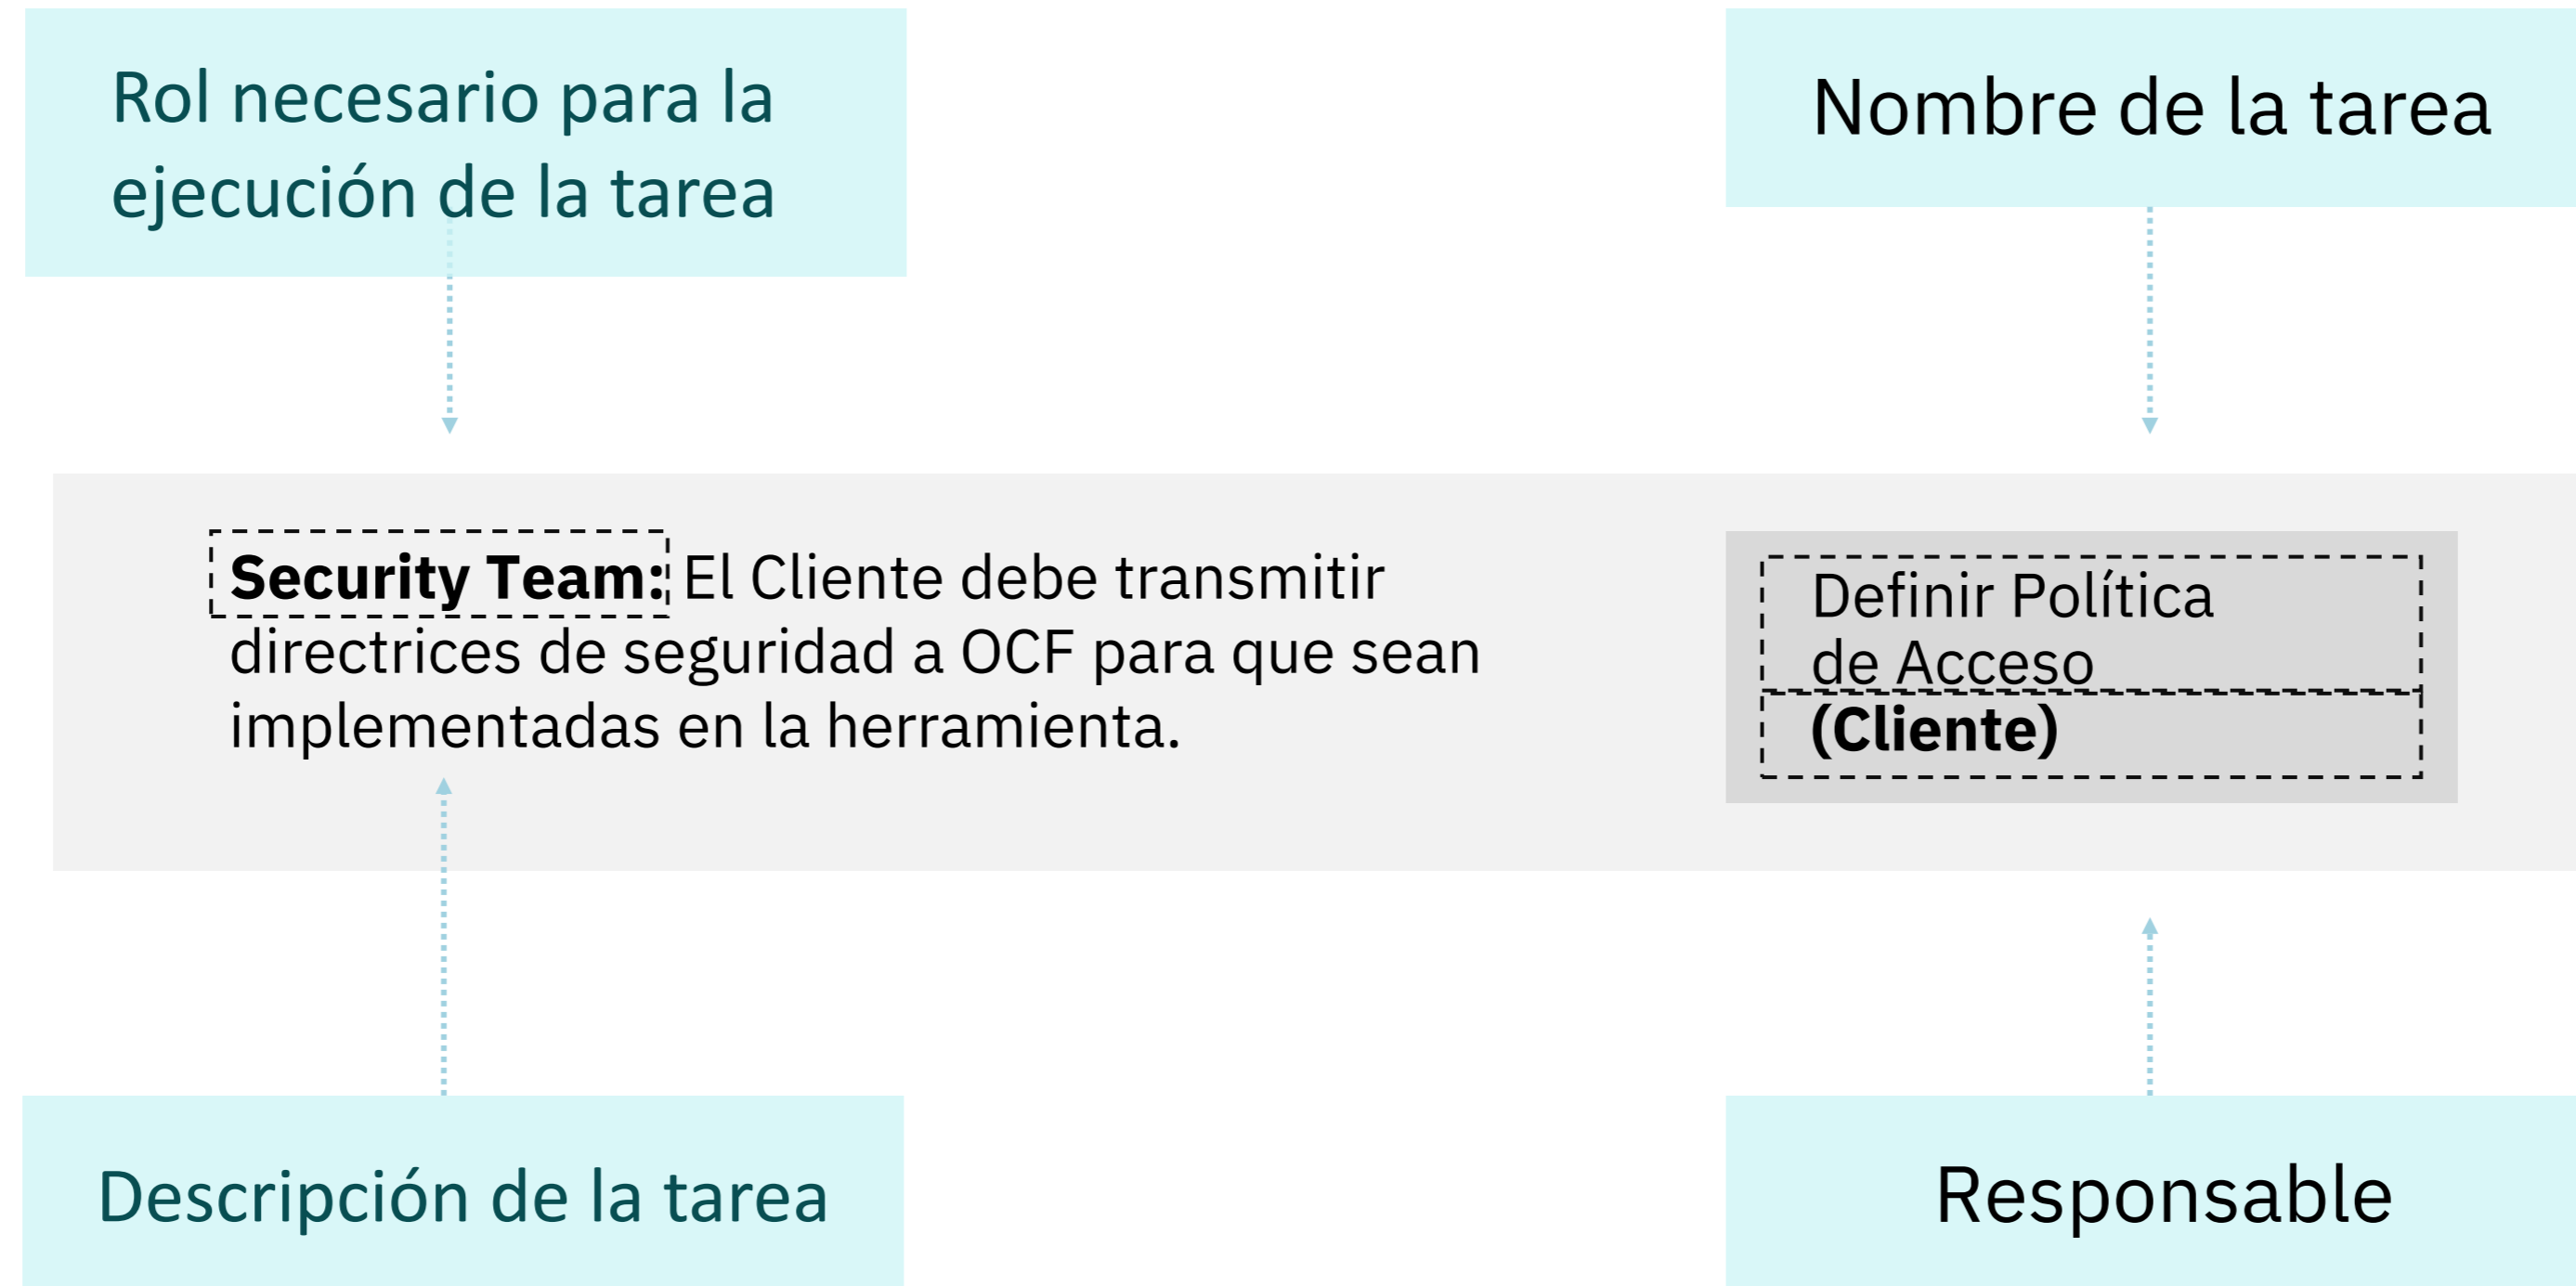 Rol necesario para la
ejecución de la tarea
Nombre de la tarea
Security Team: El Cliente debe transmitir
directrices de seguridad a OCF para que sean
implementadas en la herramienta.
Definir Política
de Acceso
(Cliente)
Descripción de la tarea
Responsable